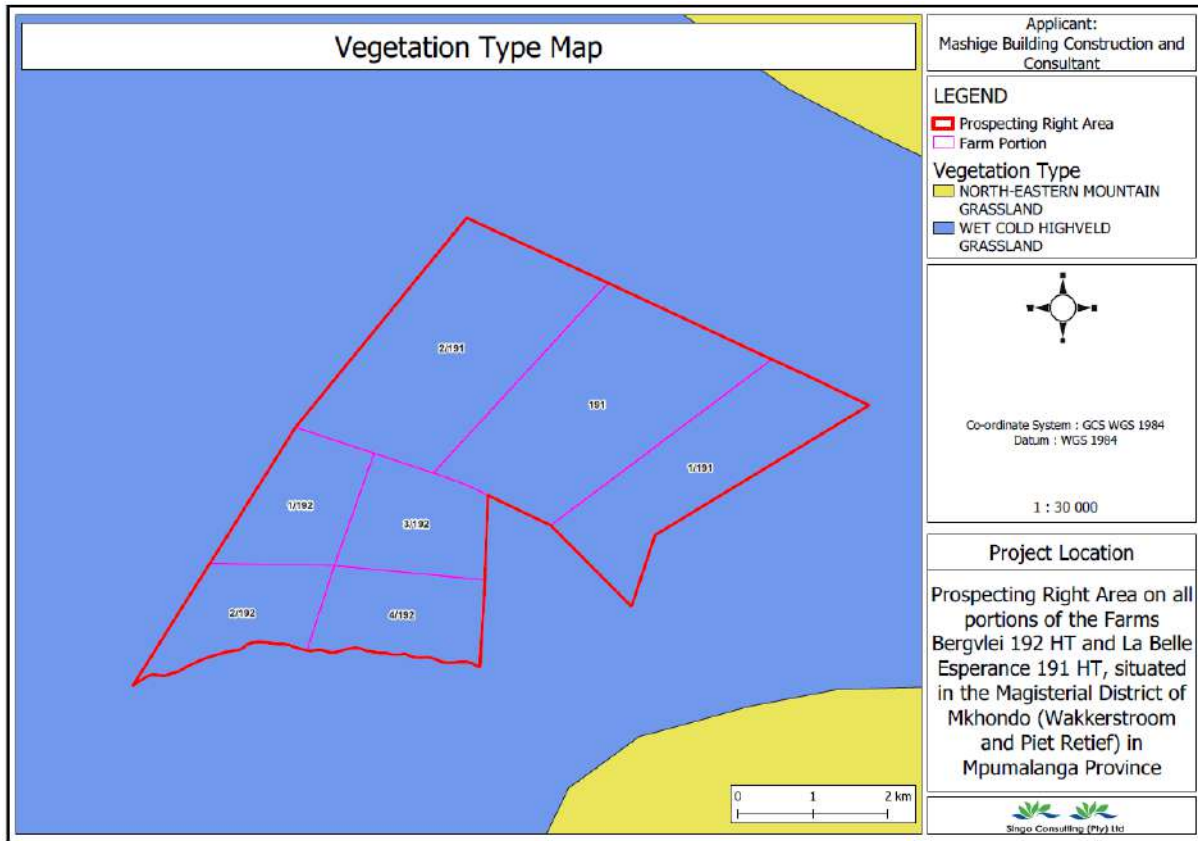 Vegetation Type Map
Applicant:
Mashige Building Construction and
Consultant
LEGEND
Prospecting Right Area
Farm Portion
Vegetation Type
NORTH-EASTERN MOUNTAIN
GRASSLAND
WET COLD HIGHVELD
GRASSLAND
2/191
191
1/191
1/192
3/192
2/192
4/192
Co-ordinate System : GCS WGS 1984
Datum : WGS 1984
1 : 30 000
Project Location
Prospecting Right Area on all
portions of the Farms
Bergvlei 192 HT and La Belle
Esperance 191 HT, situated
in the Magisterial District of
Mkhondo (Wakkerstroom
and Piet Retief) in
Mpumalanga Province
0 1 2 km
Singo Consulting (Pty) Ltd